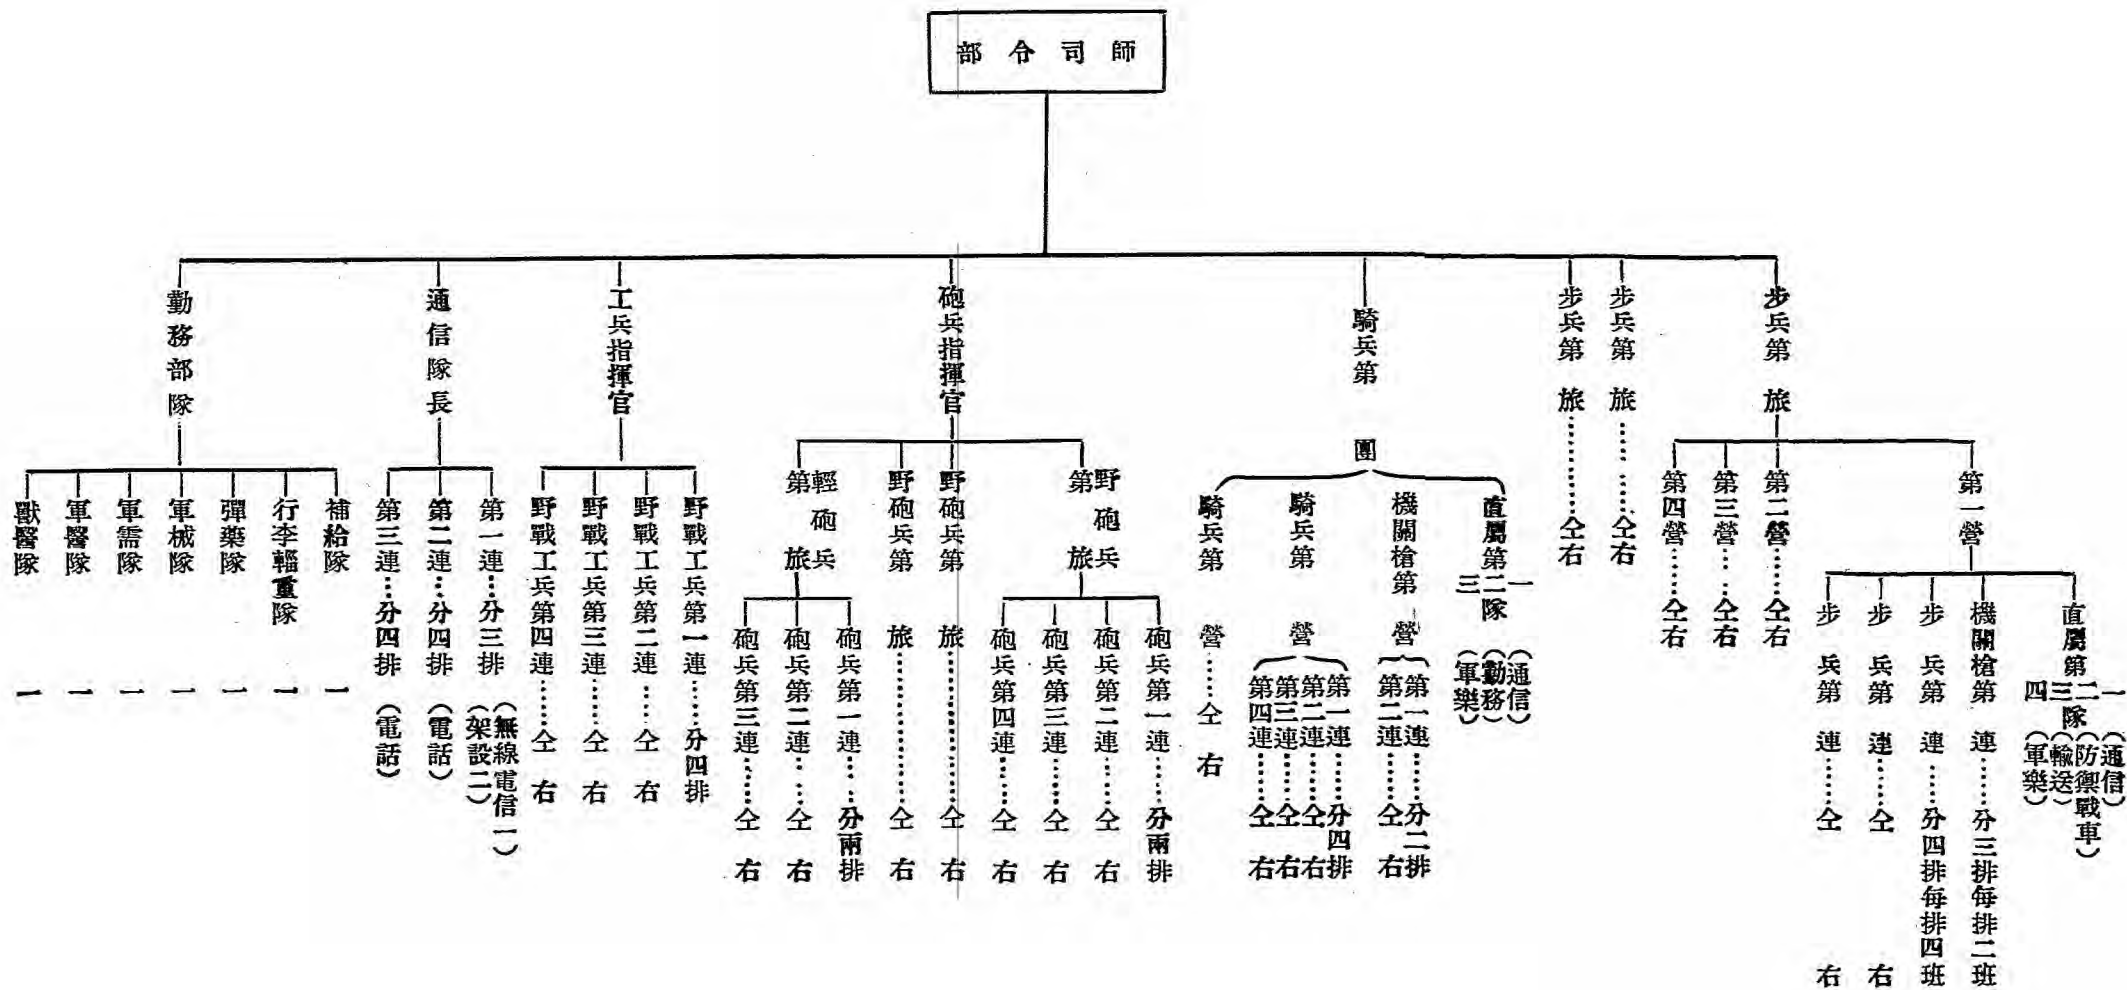 師司令部
步兵第　旅
第一營
直屬第一二三四隊（通信）（防禦戰車）（輸送）（軍樂）
機關槍第　連……分三排每排二班
步兵第　連……分四排每排四班
步兵第　連……仝右
步兵第　連……仝右
第二營……仝右
第三營……仝右
第四營……仝右
步兵第　旅……仝右
步兵第　旅……仝右
騎兵第　團
直屬第一二三隊（通信）（勤務）（軍樂）
機關槍第　營
第一連……分二排
第二連……仝右
騎兵第　營
第一連……分四排
第二連……仝右
第三連……仝右
第四連……仝右
騎兵第　營……仝右
砲兵指揮官
野砲兵第　旅
砲兵第一連……分兩排
砲兵第二連……仝右
砲兵第三連……仝右
砲兵第四連……仝右
野砲兵第　旅……仝右
野砲兵第　旅……仝右
輕砲兵第　旅
砲兵第一連……分兩排
砲兵第二連……仝右
砲兵第三連……仝右
工兵指揮官
野戰工兵第一連……分四排
野戰工兵第二連……仝右
野戰工兵第三連……仝右
野戰工兵第四連……仝右
通信隊長
第一連……分三排（無線電信一）（架設二）
第二連……分四排（電話）
第三連……分四排（電話）
勤務部隊
補給隊　一
行李輜重隊　一
彈藥隊　一
軍械隊　一
軍需隊　一
軍醫隊　一
獸醫隊　一